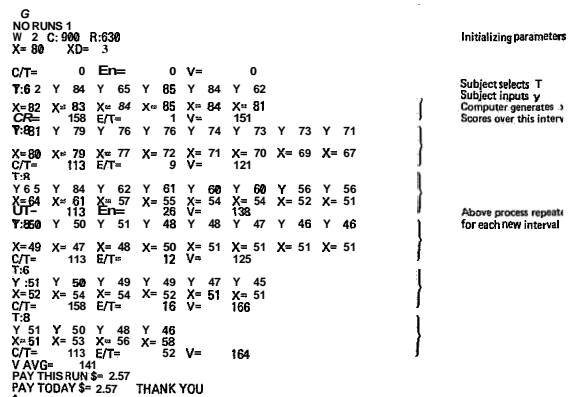 G
NO RUNS 1
W 2 C: 900 R:630 Initializing parameters
X= 80 XD= 3
C/T= 0 En= 0 V= 0
T:6 2 Y 84 Y 65 Y 85 Y 84 Y 62 Subject selects T
Subject inputs y
X=82 X= 83 X= 84 X= 85 X= 84 X= 81 Computer generates
CR= 158 E/T= 1 V= 151 Scores over this interv
T:881 Y 79 Y 76 Y 76 Y 74 Y 73 Y 73 Y 71
X=80 X= 79 X= 77 X= 72 X= 71 X= 70 X= 69 X= 67
C/T= 113 E/T= 9 V= 121
T:8
Y 65 Y 84 Y 62 Y 61 Y 60 Y 60 Y 56 Y 56
X=64 X= 61 X= 57 X= 55 X= 54 X= 54 X= 52 X= 51
UT- 113 En= 26 V= 138 Above process repeate
T:850 Y 50 Y 51 Y 48 Y 48 Y 47 Y 46 Y 46 for each new interval
X=49 X= 47 X= 48 X= 50 X= 51 X= 51 X= 51 X= 51
C/T= 113 E/T= 12 V= 125
T:6
Y :51 Y 50 Y 49 Y 49 Y 47 Y 45
X=52 X= 54 X= 54 X= 52 X= 51 X= 51
C/T= 158 E/T= 16 V= 166
T:8
Y 51 Y 50 Y 48 Y 46
X=51 X= 53 X= 56 X= 58
C/T= 113 E/T= 52 V= 164
V AVG= 141
PAY THIS RUN $= 2.57
PAY TODAY $= 2.57 THANK YOU